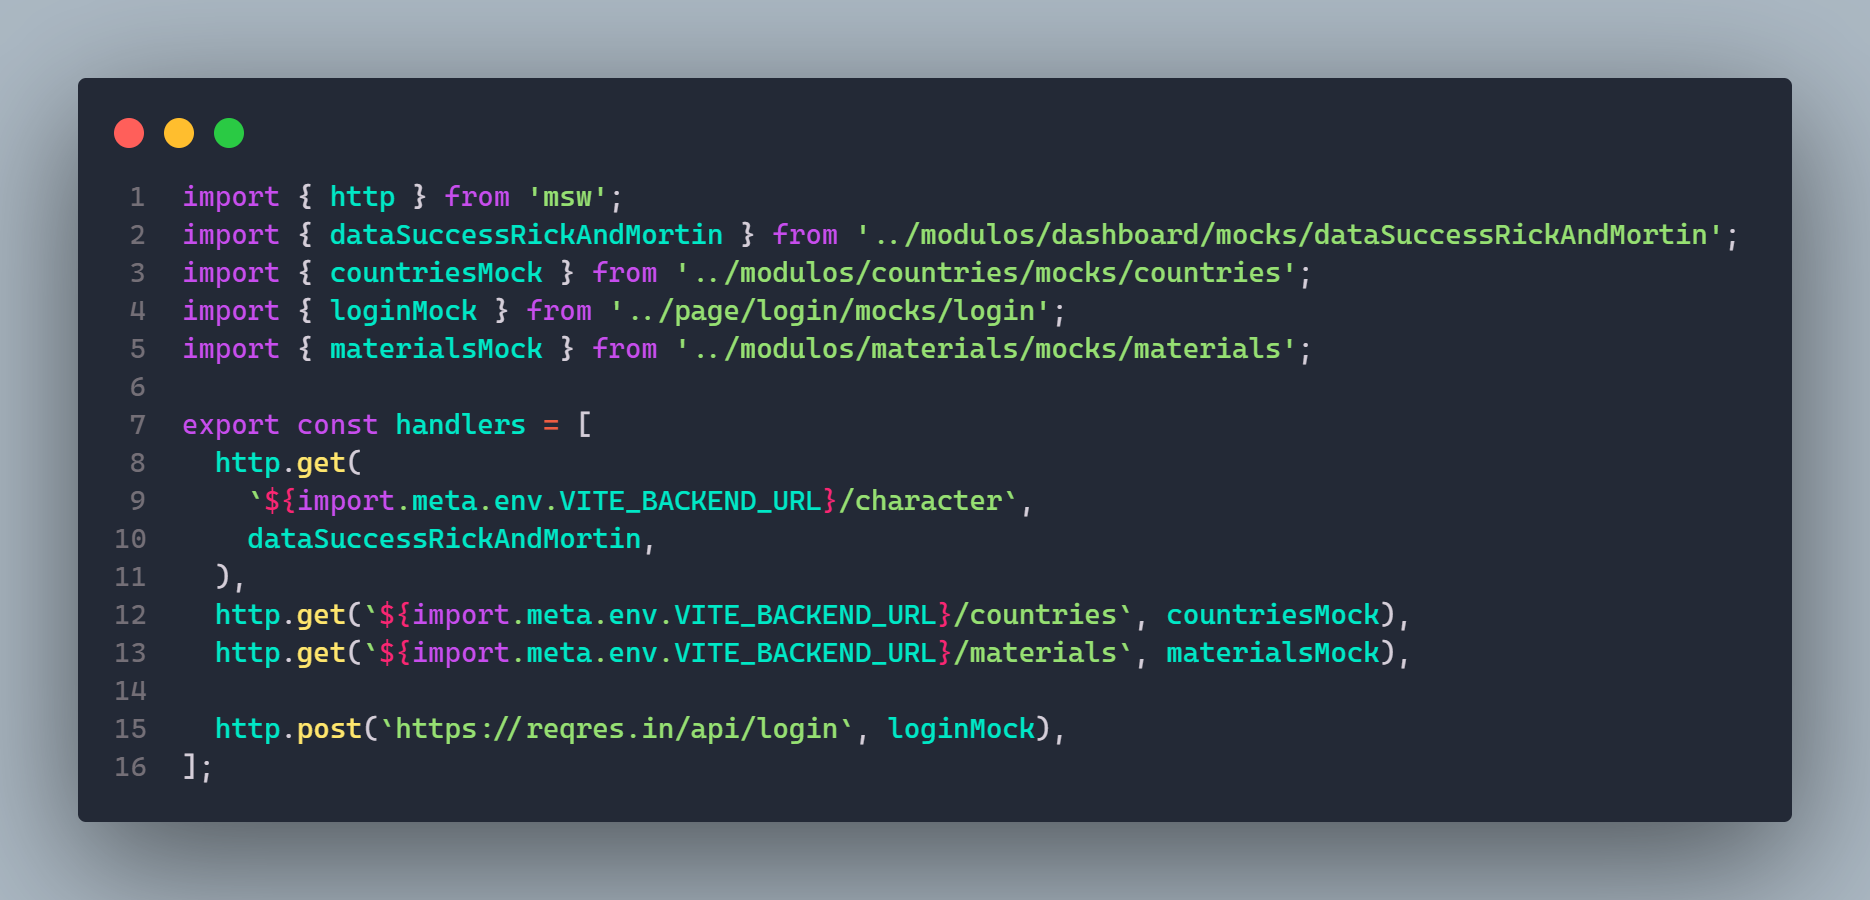 1 import { http } from 'msw';
2 import { dataSuccessRickAndMortin } from '../modulos/dashboard/mocks/dataSuccessRickAndMortin';
3 import { countriesMock } from '../modulos/countries/mocks/countries';
4 import { loginMock } from '../page/login/mocks/login';
5 import { materialsMock } from '../modulos/materials/mocks/materials';
6
7 export const handlers = [
8   http.get(
9     `${import.meta.env.VITE_BACKEND_URL}/character`,
10     dataSuccessRickAndMortin,
11   ),
12   http.get(`${import.meta.env.VITE_BACKEND_URL}/countries`, countriesMock),
13   http.get(`${import.meta.env.VITE_BACKEND_URL}/materials`, materialsMock),
14
15   http.post(`https://reqres.in/api/login`, loginMock),
16 ];